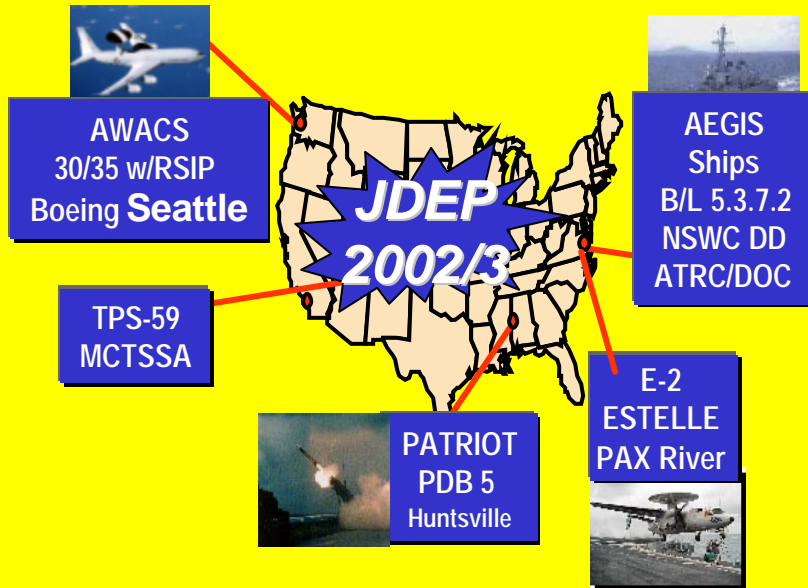 AWACS
30/35 w/RSIP
Boeing Seattle
AEGIS
Ships
B/L 5.3.7.2
NSWC DD
ATRC/DOC
JDEP
2002/3
TPS-59
MCTSSA
PATRIOT
PDB 5
Huntsville
E-2
ESTELLE
PAX River